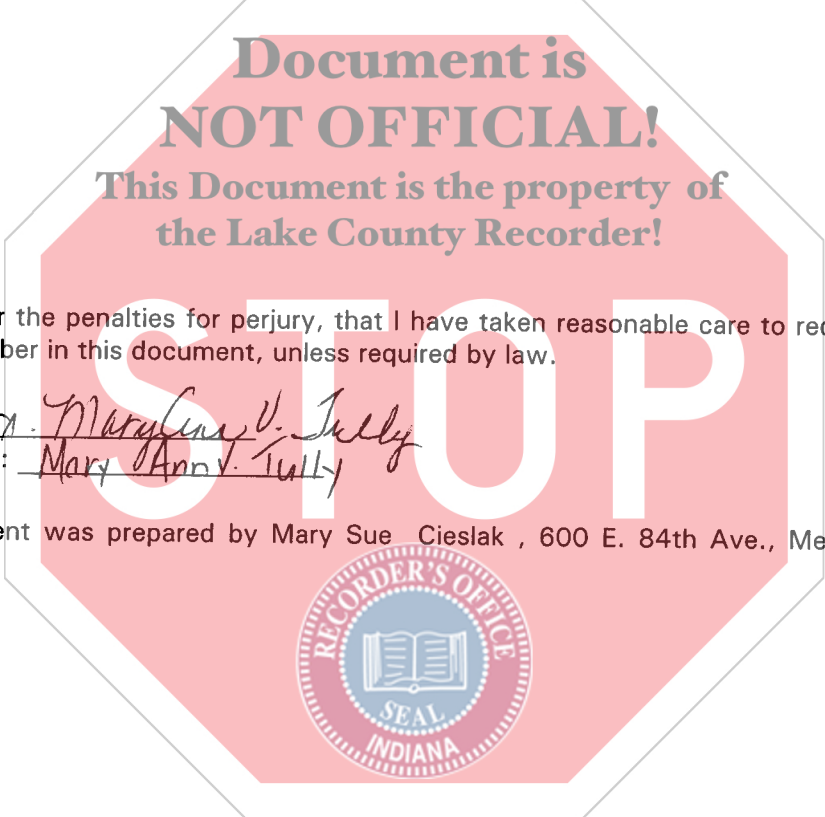 Document is
NOT OFFICIAL!
This Document is the property of
the Lake County Recorder!
STOP
r the penalties for perjury, that I have taken reasonable care to re
ber in this document, unless required by law.
Mary Ann V. Tully
: Mary Ann V. Tully
ent was prepared by Mary Sue Cieslak , 600 E. 84th Ave., Me
RECORDER'S OFFICE
SEAL
INDIANA